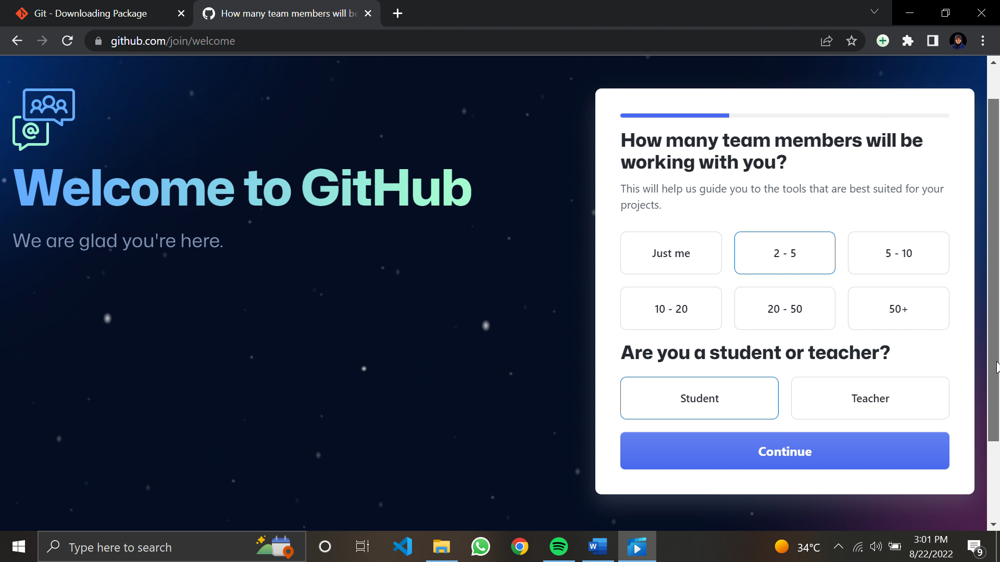 Git - Downloading Package
How many team members will be
github.com/join/welcome
@
Welcome to GitHub
We are glad you're here.
How many team members will be
working with you?
This will help us guide you to the tools that are best suited for your
projects.
Just me
2 - 5
5 - 10
10 - 20
20 - 50
50+
Are you a student or teacher?
Student
Teacher
Continue
Type here to search
W
34°C
3:01 PM
8/22/2022
9